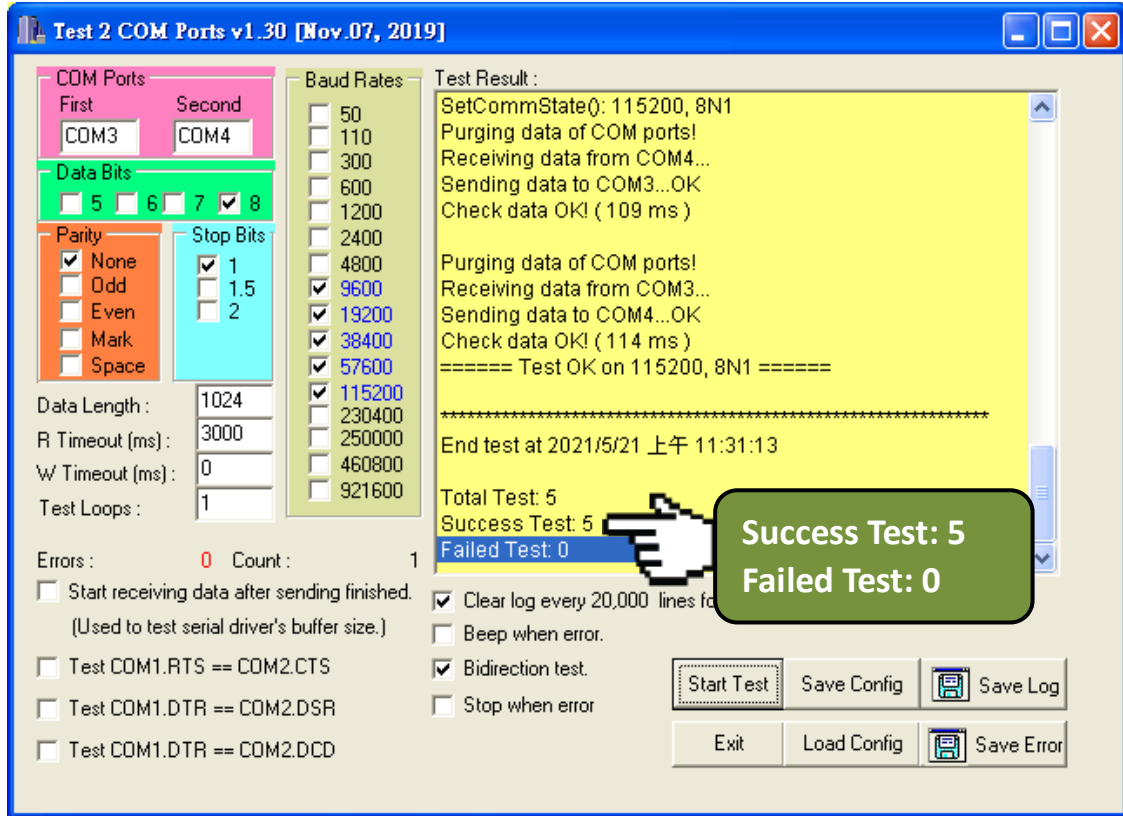 Test 2 COM Ports v1.30 [Nov.07, 2019]
COM Ports
First Second
COM3 COM4
Data Bits
5 6 7 8
Parity
None
Odd
Even
Mark
Space
Stop Bits
1
1.5
2
Baud Rates
50
110
300
600
1200
2400
4800
9600
19200
38400
57600
115200
230400
250000
460800
921600
Data Length : 1024
R Timeout (ms) : 3000
W Timeout (ms) : 0
Test Loops : 1
Errors : 0 Count : 1
Start receiving data after sending finished.
(Used to test serial driver's buffer size.)
Test COM1.RTS == COM2.CTS
Test COM1.DTR == COM2.DSR
Test COM1.DTR == COM2.DCD
Test Result :
SetCommState(): 115200, 8N1
Purging data of COM ports!
Receiving data from COM4...
Sending data to COM3...OK
Check data OK! ( 109 ms )
Purging data of COM ports!
Receiving data from COM3...
Sending data to COM4...OK
Check data OK! ( 114 ms )
====== Test OK on 115200, 8N1 ======
**********************************************************************
End test at 2021/5/21 上午 11:31:13
Total Test: 5
Success Test: 5
Failed Test: 0
Success Test: 5
Failed Test: 0
Clear log every 20,000 lines
Beep when error.
Bidirection test.
Stop when error
Start Test Save Config Save Log
Exit Load Config Save Error